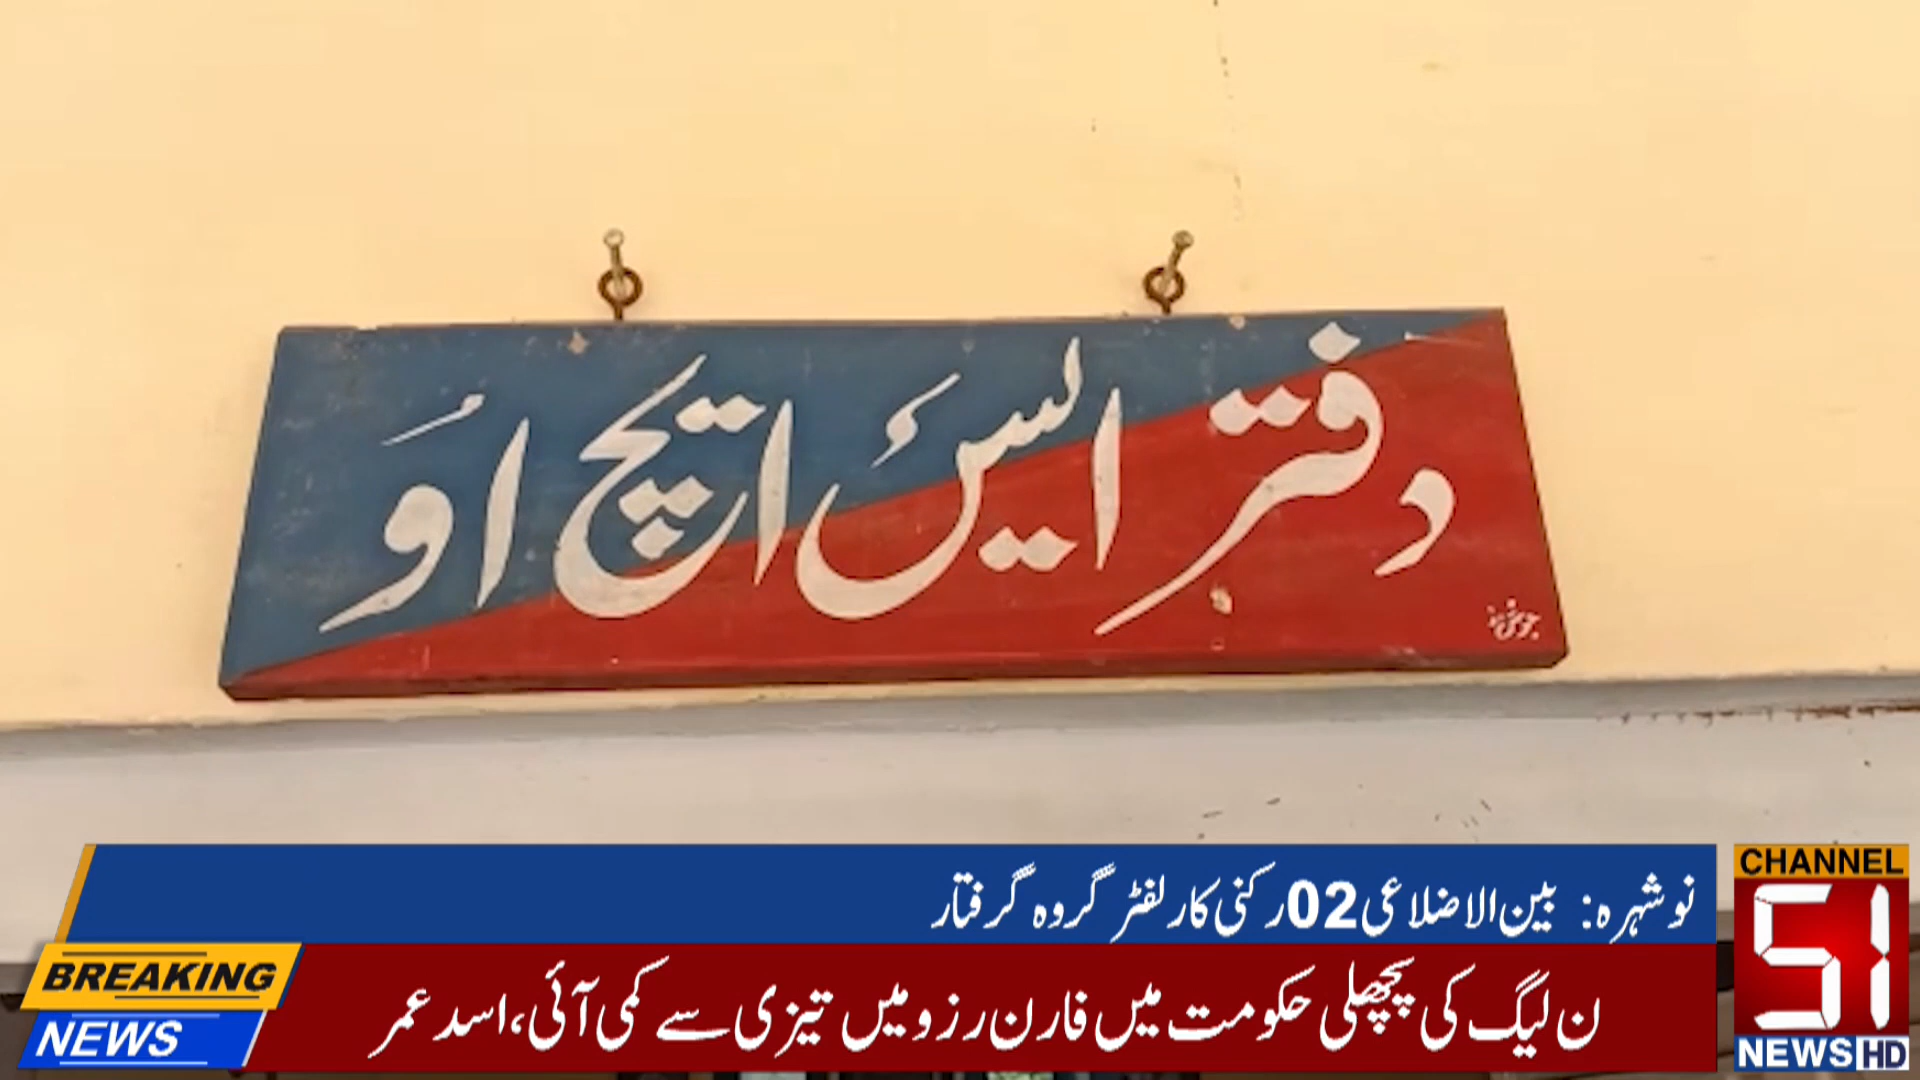 دفتر ایس ایچ او
نوشہرہ: بین الاضلاعی 02 رکنی کار لفٹر گروہ گرفتار
ن لیگ کی پچھلی حکومت میں فارن رزو میں تیزی سے کمی آئی، اسد عمر
BREAKING
NEWS
CHANNEL
51
NEWS HD